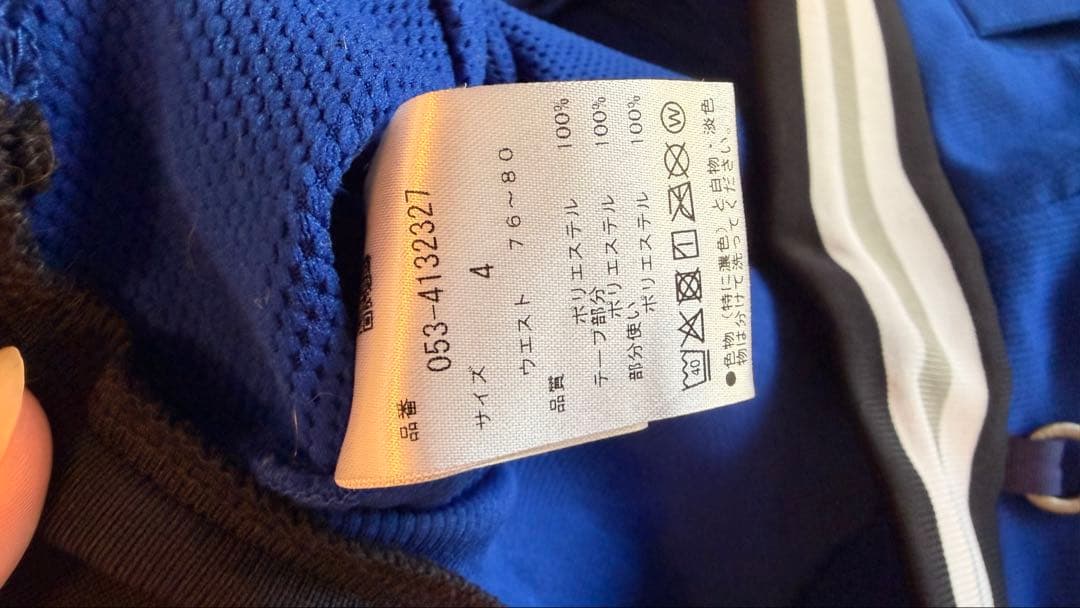 品番 053-4132327
サイズ 4
ウエスト 76～80
品質 ポリエステル 100%
テープ部分
ポリエステル 100%
部分使い
ポリエステル 100%
40 W
●色物（特に濃色）と白物・淡色
物は分けて洗ってください。